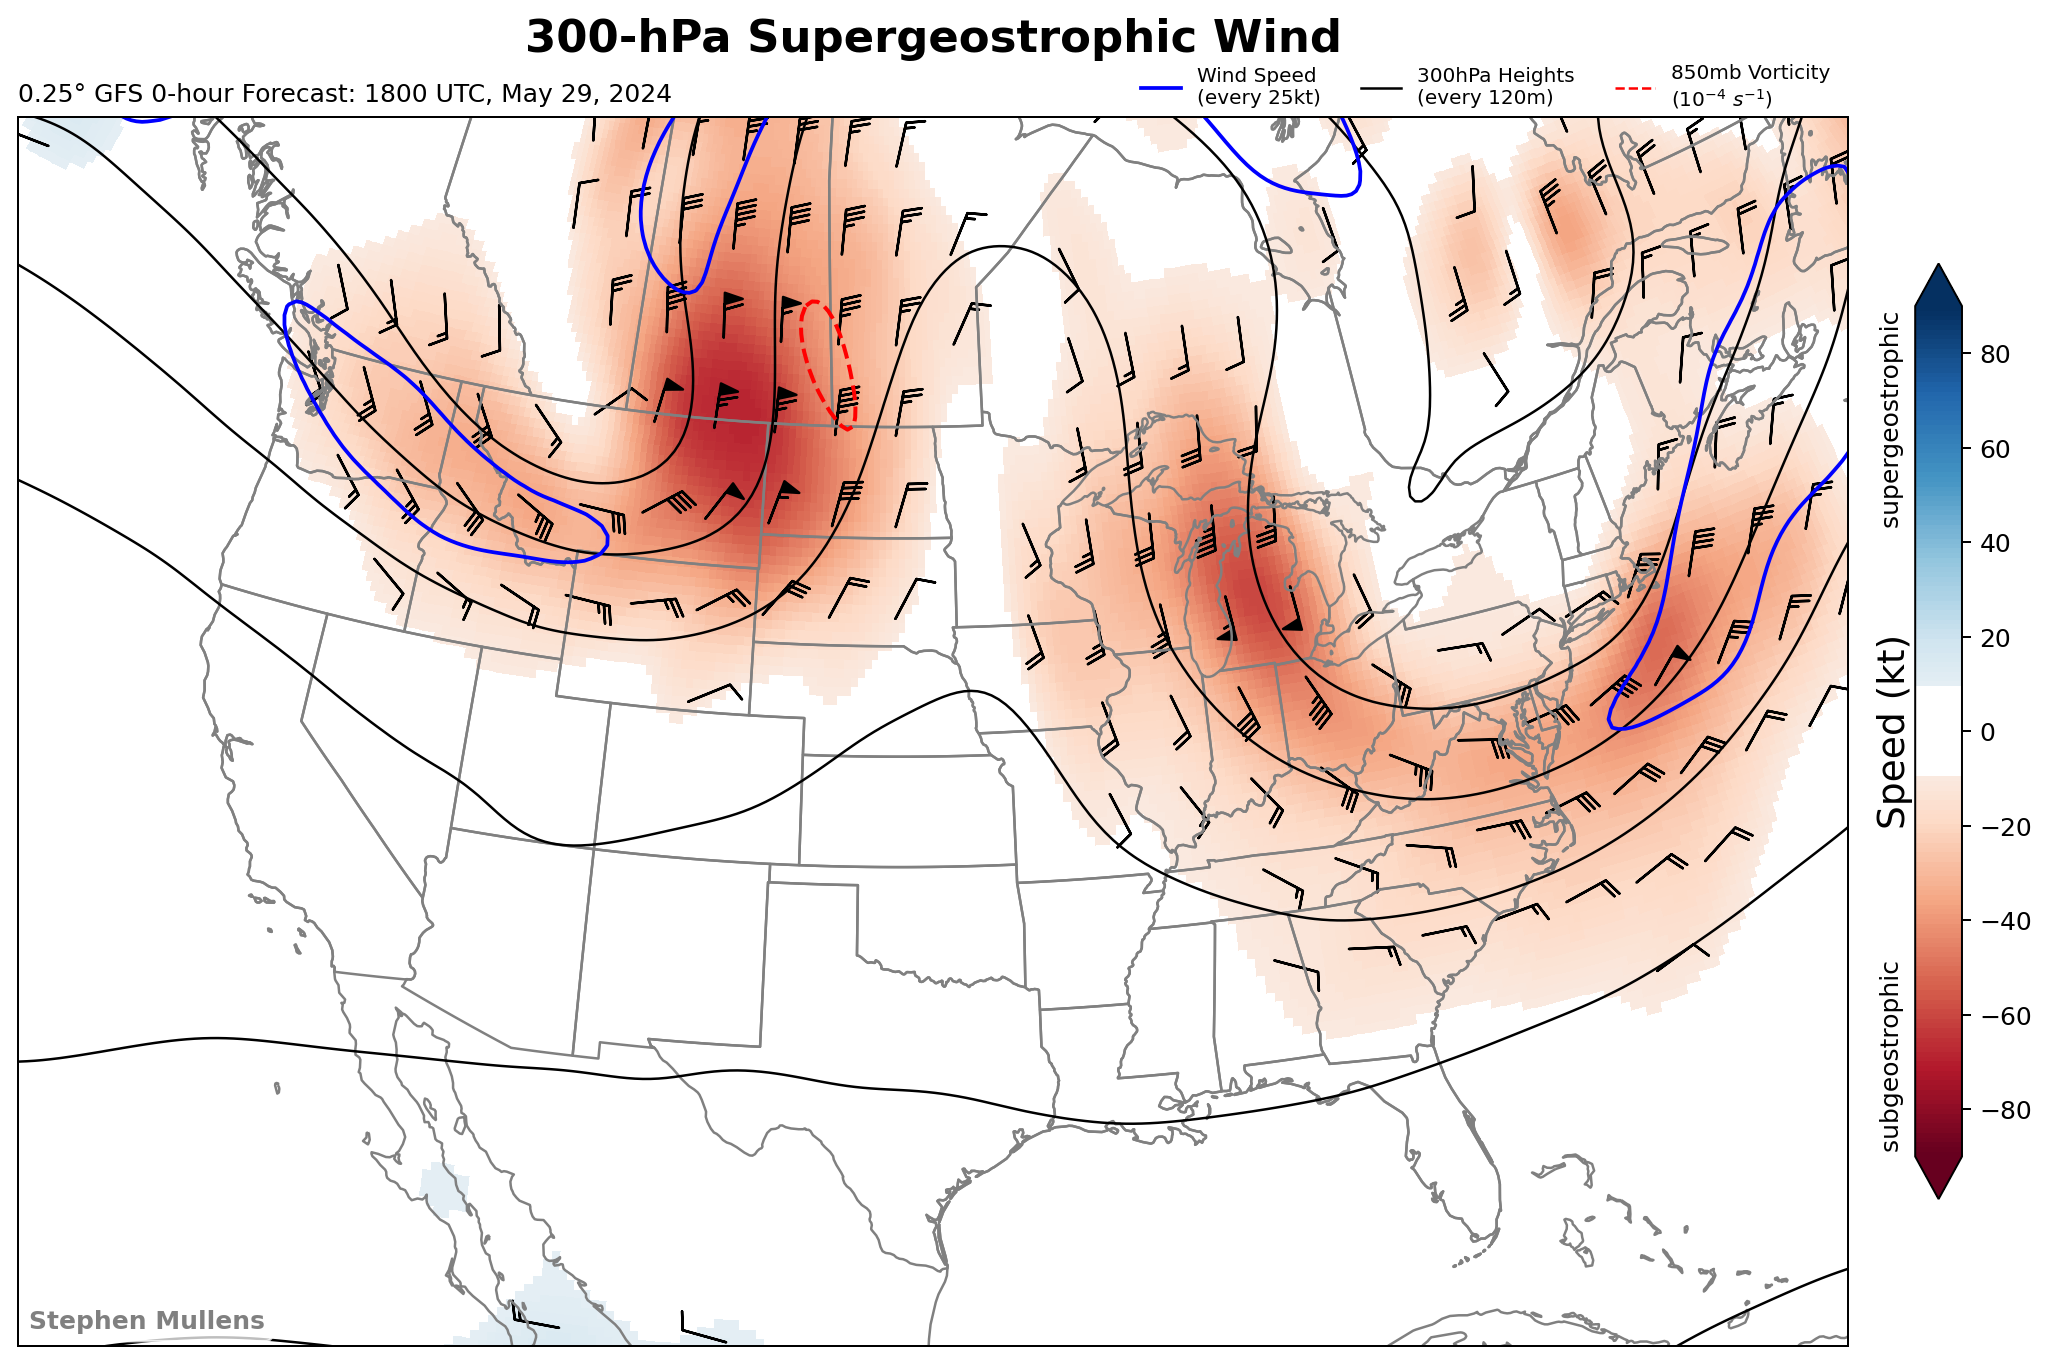 300-hPa Supergeostrophic Wind
0.25° GFS 0-hour Forecast: 1800 UTC, May 29, 2024
Wind Speed
(every 25kt)
300hPa Heights
(every 120m)
850mb Vorticity
(10⁻⁴ s⁻¹)
supergeostrophic
Speed (kt)
subgeostrophic
80
60
40
20
0
−20
−40
−60
−80
Stephen Mullens